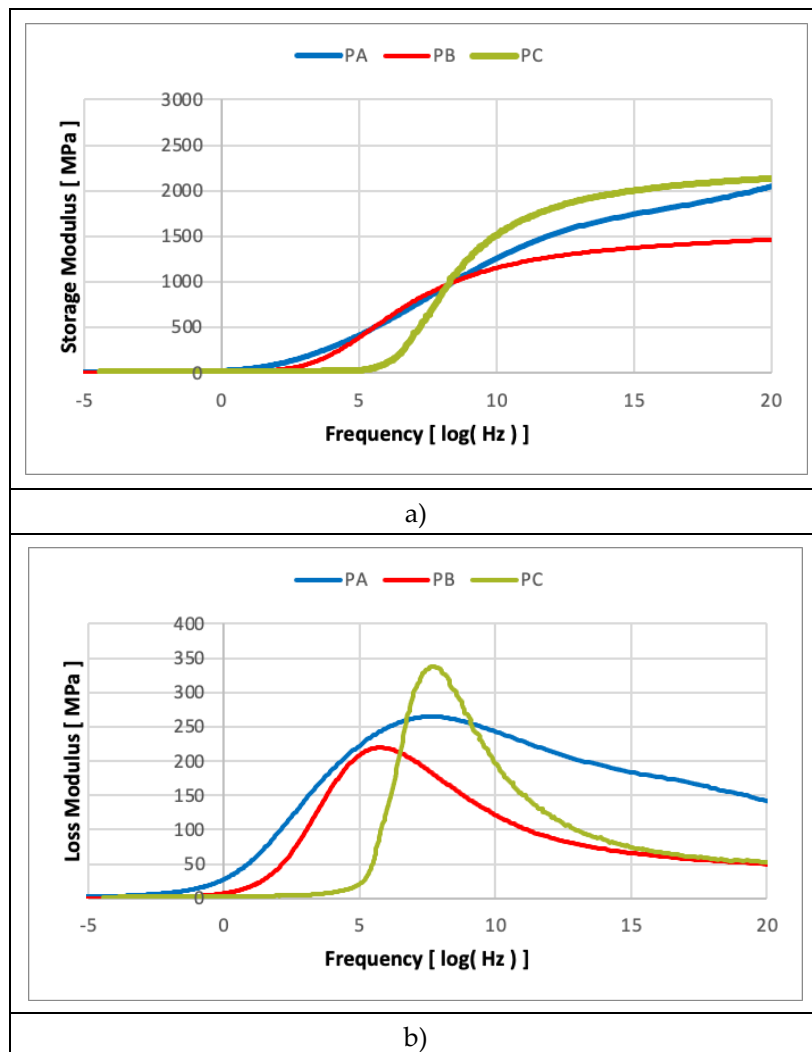 PA PB PC
3000
2500
2000
1500
1000
500
0
Storage Modulus [ MPa ]
-5 0 5 10 15 20
Frequency [ log( Hz ) ]
a)
PA PB PC
400
350
300
250
200
150
100
50
0
Loss Modulus [ MPa ]
-5 0 5 10 15 20
Frequency [ log( Hz ) ]
b)